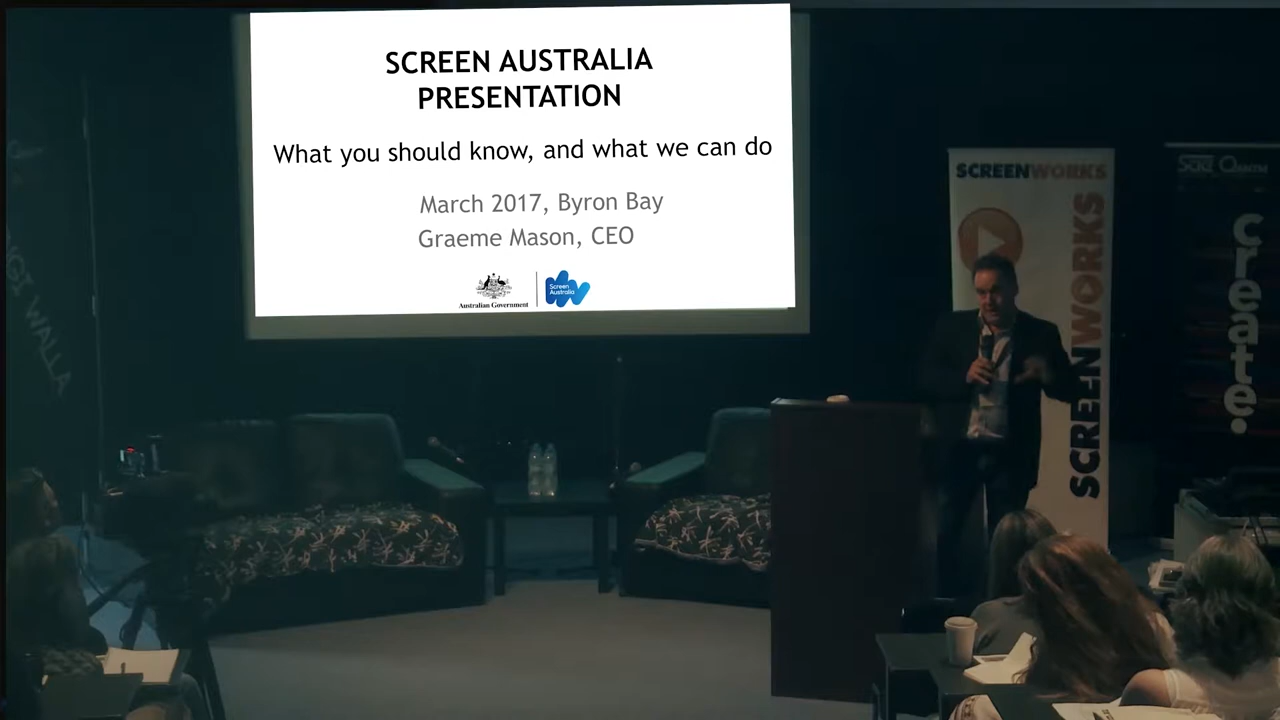 SCREEN AUSTRALIA
PRESENTATION
What you should know, and what we can do
March 2017, Byron Bay
Graeme Mason, CEO
Australian Government
Screen
Australia
SCREENWORKS
SCREENWORKS
create.